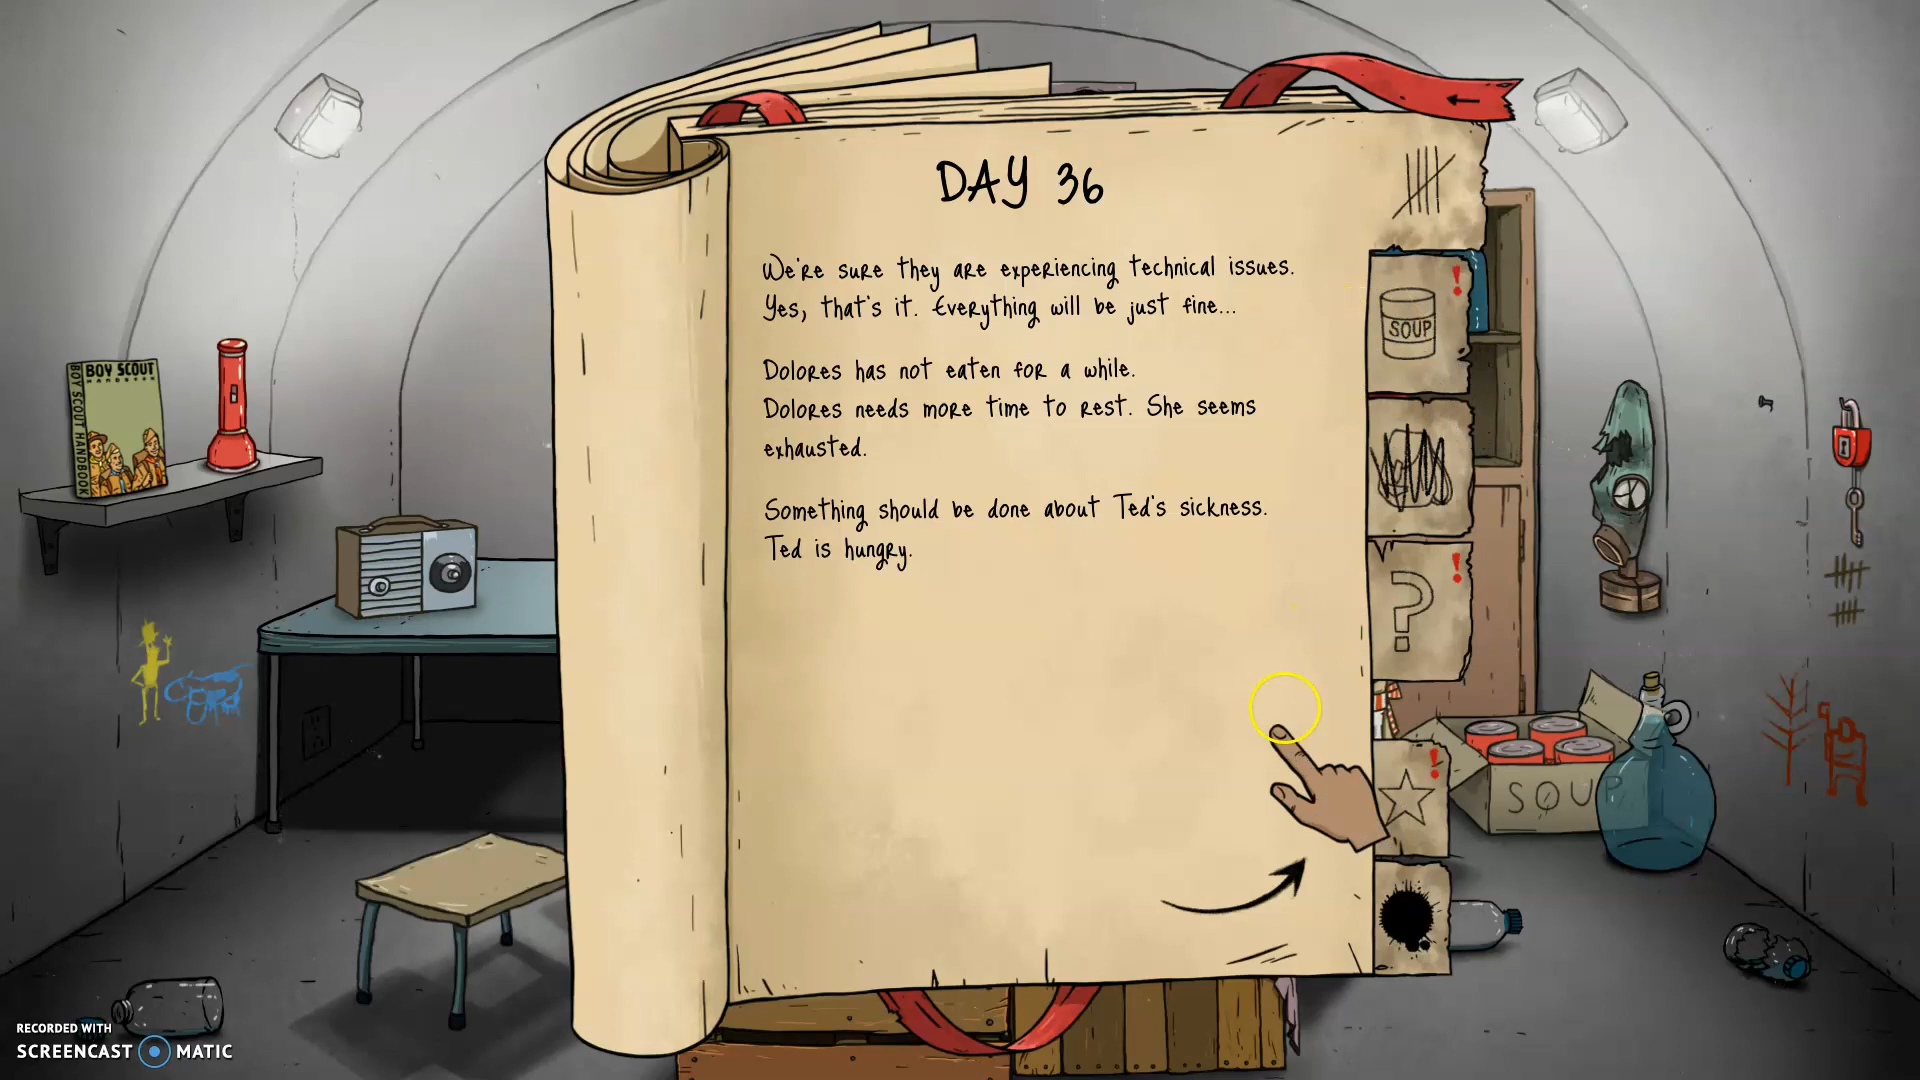 DAY 36
We're sure they are experiencing technical issues.
Yes, that's it. Everything will be just fine...
Dolores has not eaten for a while.
Dolores needs more time to rest. She seems
exhausted.
Something should be done about Ted's sickness.
Ted is hungry.
SOUP
BOY SCOUT
HANDBOOK
BOY SCOUT HANDBOOK
SOUP
RECORDED WITH
SCREENCAST MATIC